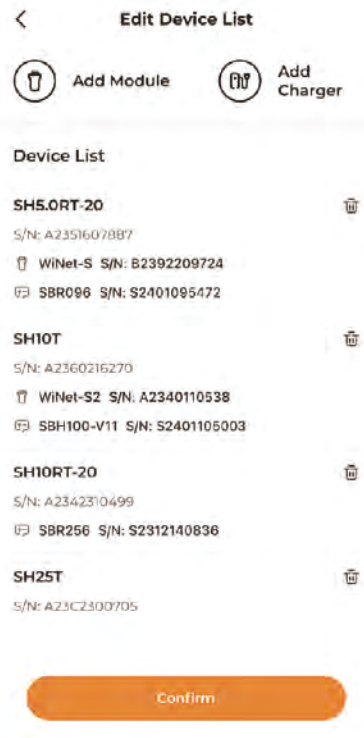 Edit Device List
Add Module
Add
Charger
Device List
SH5.0RT-20
S/N: A2351607887
WiNet-S S/N: B2392209724
SBR096 S/N: S2401095472
SH10T
S/N: A2360216270
WiNet-S2 S/N: A2340110538
SBH100-V11 S/N: S2401105003
SH10RT-20
S/N: A2342310499
SBR256 S/N: S2312140836
SH25T
S/N: A23C2300705
Confirm